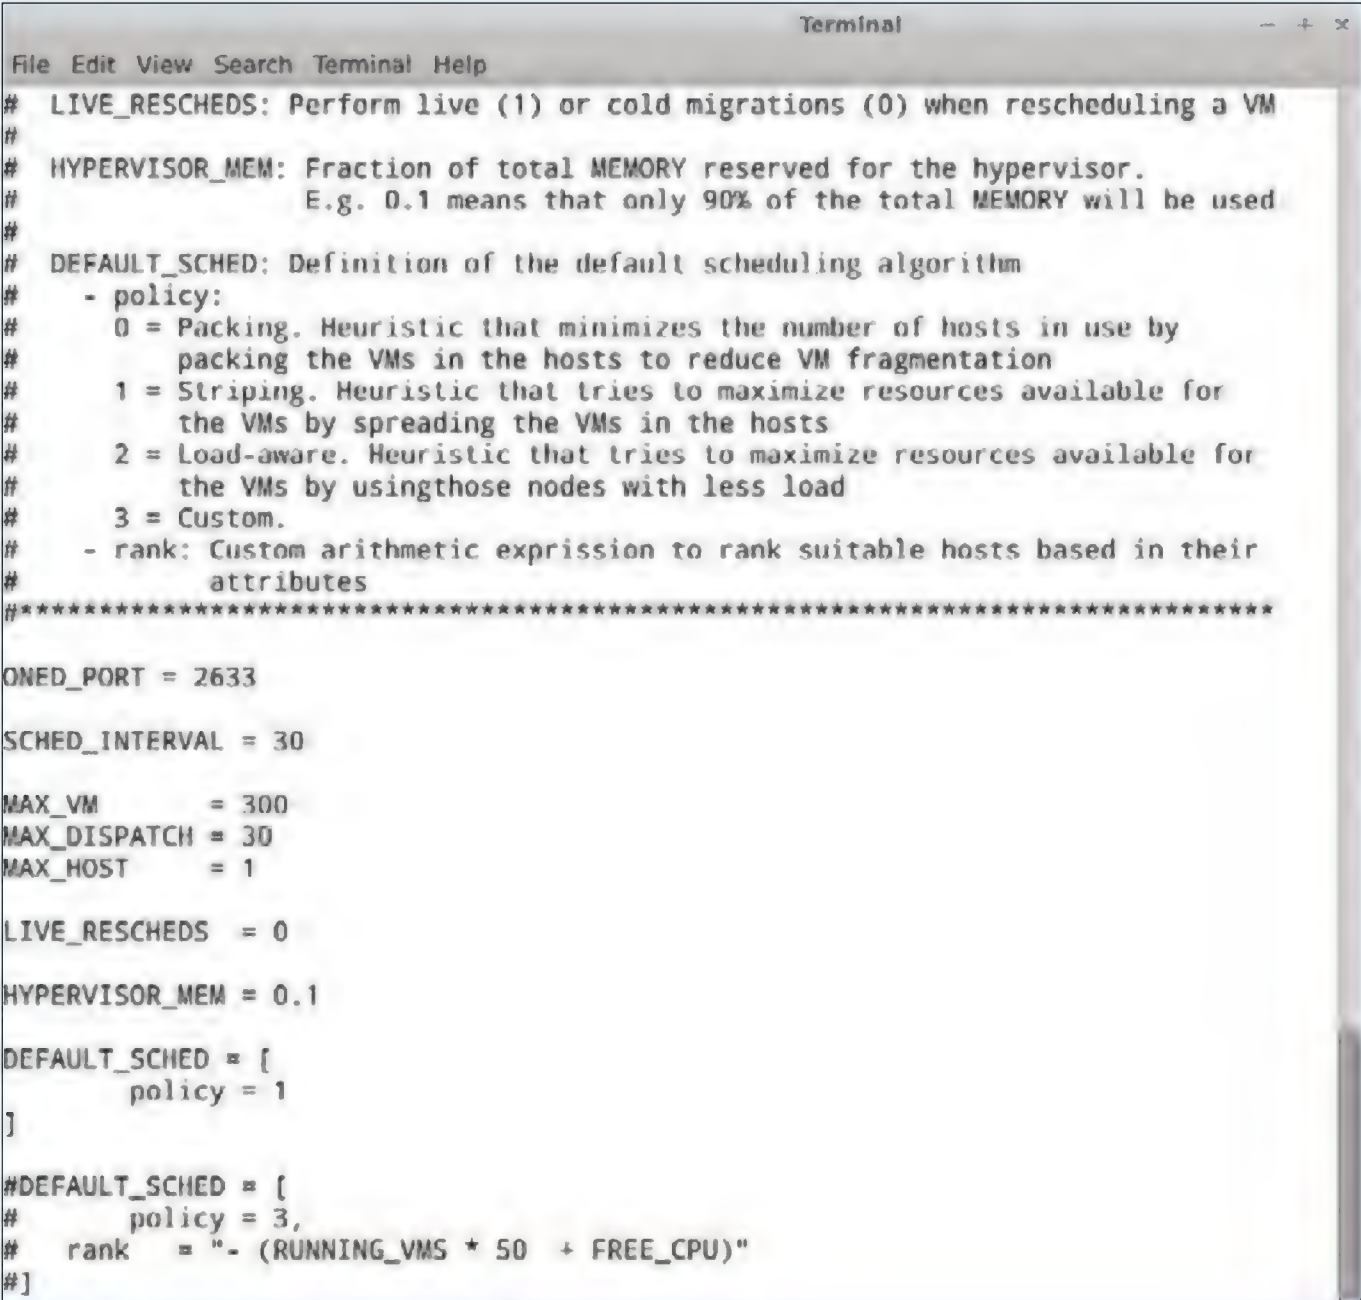 Terminal
File Edit View Search Terminal Help
#  LIVE_RESCHEDS: Perform live (1) or cold migrations (0) when rescheduling a VM
#
#  HYPERVISOR_MEM: Fraction of total MEMORY reserved for the hypervisor.
#                  E.g. 0.1 means that only 90% of the total MEMORY will be used
#
#  DEFAULT_SCHED: Definition of the default scheduling algorithm
#    - policy:
#      0 = Packing. Heuristic that minimizes the number of hosts in use by
#          packing the VMs in the hosts to reduce VM fragmentation
#      1 = Striping. Heuristic that tries to maximize resources available for
#          the VMs by spreading the VMs in the hosts
#      2 = Load-aware. Heuristic that tries to maximize resources available for
#          the VMs by usingthose nodes with less load
#      3 = Custom.
#    - rank: Custom arithmetic exprission to rank suitable hosts based in their
#            attributes
#******************************************************************************
ONED_PORT = 2633
SCHED_INTERVAL = 30
MAX_VM       = 300
MAX_DISPATCH = 30
MAX_HOST     = 1
LIVE_RESCHEDS  = 0
HYPERVISOR_MEM = 0.1
DEFAULT_SCHED = [
        policy = 1
]
#DEFAULT_SCHED = [
#       policy = 3,
#   rank   = "- (RUNNING_VMS * 50  + FREE_CPU)"
#]